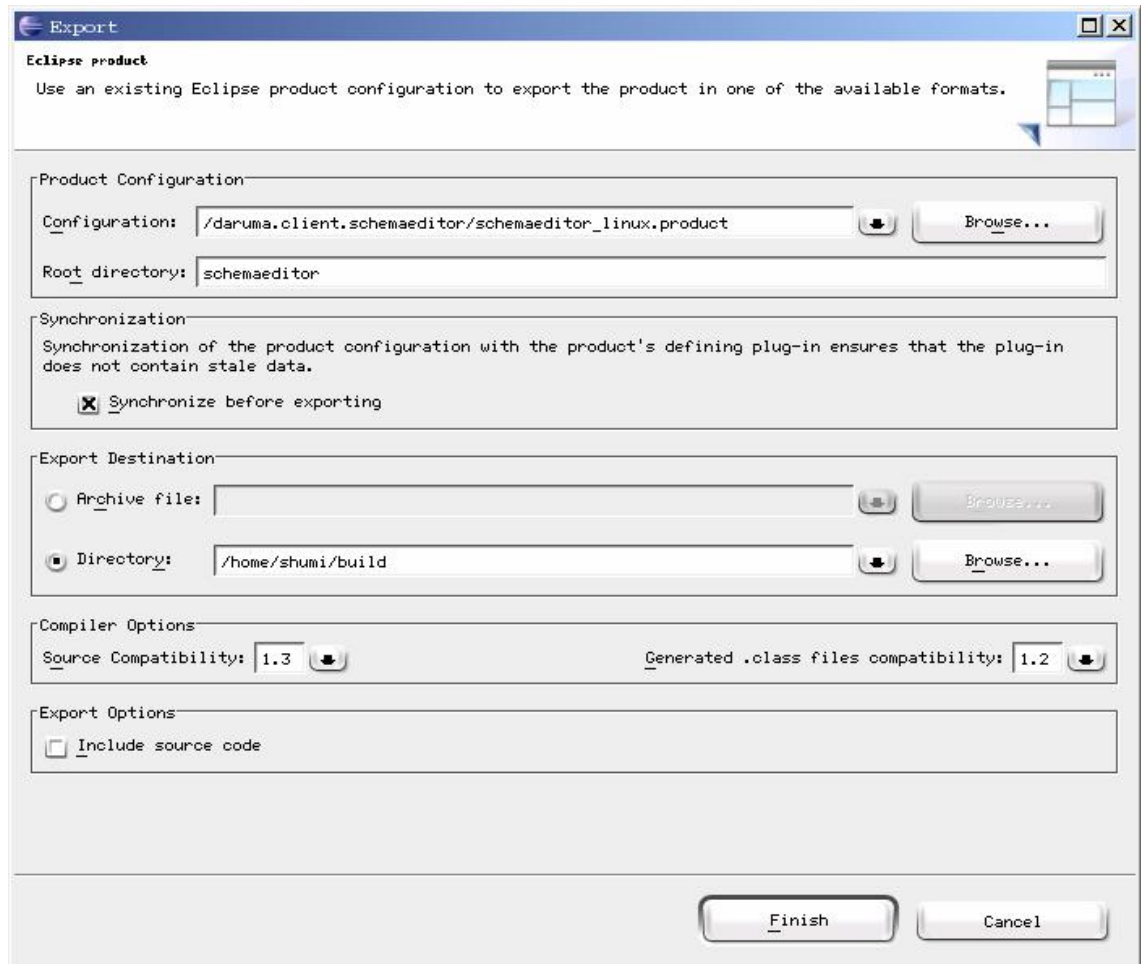 Export
Eclipse product
Use an existing Eclipse product configuration to export the product in one of the available formats.
Product Configuration
Configuration: /daruma.client.schemaeditor/schemaeditor_linux.product Browse...
Root directory: schemaeditor
Synchronization
Synchronization of the product configuration with the product's defining plug-in ensures that the plug-in
does not contain stale data.
Synchronize before exporting
Export Destination
Archive file: Browse...
Directory: /home/shumi/build Browse...
Compiler Options
Source Compatibility: 1.3 Generated .class files compatibility: 1.2
Export Options
Include source code
Finish Cancel